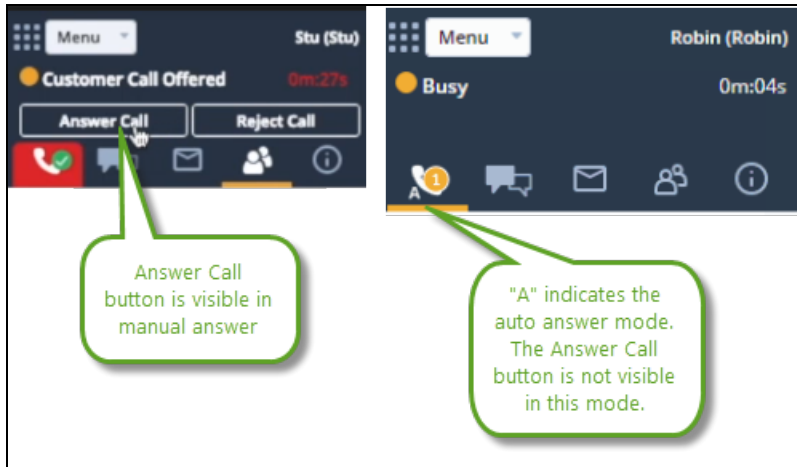 Menu
Stu (Stu)
Customer Call Offered
0m:27s
Answer Call
Reject Call
Answer Call
button is visible in
manual answer
Menu
Robin (Robin)
Busy
0m:04s
A
1
"A" indicates the
auto answer mode.
The Answer Call
button is not visible
in this mode.